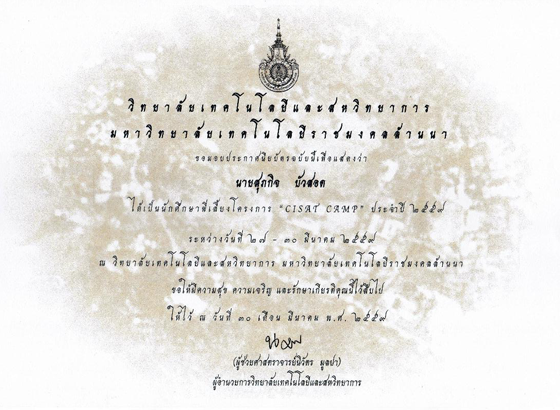 วิทยาลัยเทคโนโลยีและสหวิทยาการ
มหาวิทยาลัยเทคโนโลยีราชมงคลล้านนา
ขอมอบประกาศนียบัตรฉบับนี้เพื่อแสดงว่า
นายสุภกิจ บัวสอด
ได้เป็นนักศึกษาพี่เลี้ยงโครงการ "CISAT CAMP" ประจำปี ๒๕๕๙
ระหว่างวันที่ ๒๗ - ๓๐ มีนาคม ๒๕๕๙
ณ วิทยาลัยเทคโนโลยีและสหวิทยาการ มหาวิทยาลัยเทคโนโลยีราชมงคลล้านนา
ขอให้มีความสุข ความเจริญ และรักษาเกียรติคุณนี้ไว้สืบไป
ให้ไว้ ณ วันที่ ๓๐ เดือน มีนาคม พ.ศ. ๒๕๕๙
(ผู้ช่วยศาสตราจารย์นิวัตร มูลปา)
ผู้อำนวยการวิทยาลัยเทคโนโลยีและสหวิทยาการ